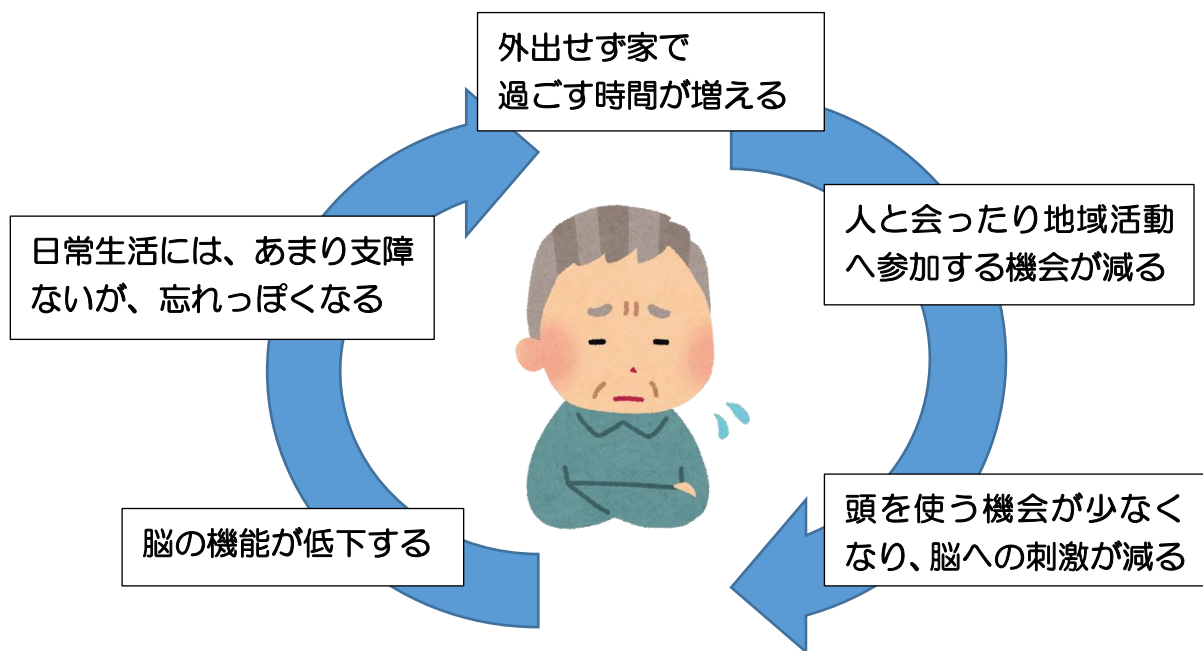 外出せず家で
過ごす時間が増える
人と会ったり地域活動
へ参加する機会が減る
頭を使う機会が少なく
なり、脳への刺激が減る
脳の機能が低下する
日常生活には、あまり支障
ないが、忘れっぽくなる